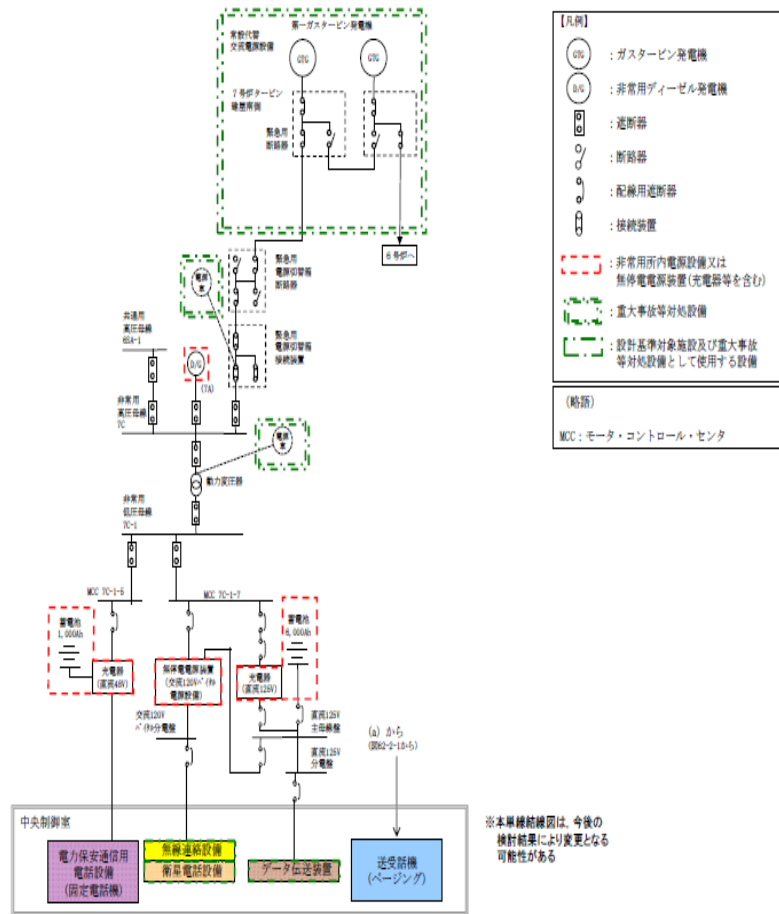 常設代替
交流電源設備
第一ガスタービン発電機
GTG
GTG
7号炉タービン
建屋南側
緊急用
断路器
6号炉へ
緊急用
電源切替箱
断路器
電源
車
緊急用
電源切替箱
接続装置
共通用
高圧母線
6SA-1
D/G
(7A)
非常用
高圧母線
7C
電源
車
動力変圧器
非常用
低圧母線
7C-1
MCC 7C-1-5
MCC 7C-1-7
蓄電池
1,000Ah
蓄電池
6,000Ah
充電器
(直流48V)
無停電電源装置
(交流120Vバイタル
電源設備)
充電器
(直流125V)
交流120V
バイタル分電盤
直流125V
主母線盤
直流125V
分電盤
(a) から
中央制御室
電力保安通信用
電話設備
(固定電話機)
無線連絡設備
衛星電話設備
データ伝送装置
送受話機
(ページング)
※本単線結線図は、今後の
検討結果により変更となる
可能性がある
【凡例】
GTG
：ガスタービン発電機
D/G
：非常用ディーゼル発電機
：遮断器
：断路器
：配線用遮断器
：接続装置
：非常用所内電源設備又は
無停電電源装置(充電器等を含む)
：重大事故等対処設備
：設計基準対象施設及び重大事故
等対処設備として使用する設備
(略語)
MCC：モータ・コントロール・センタ